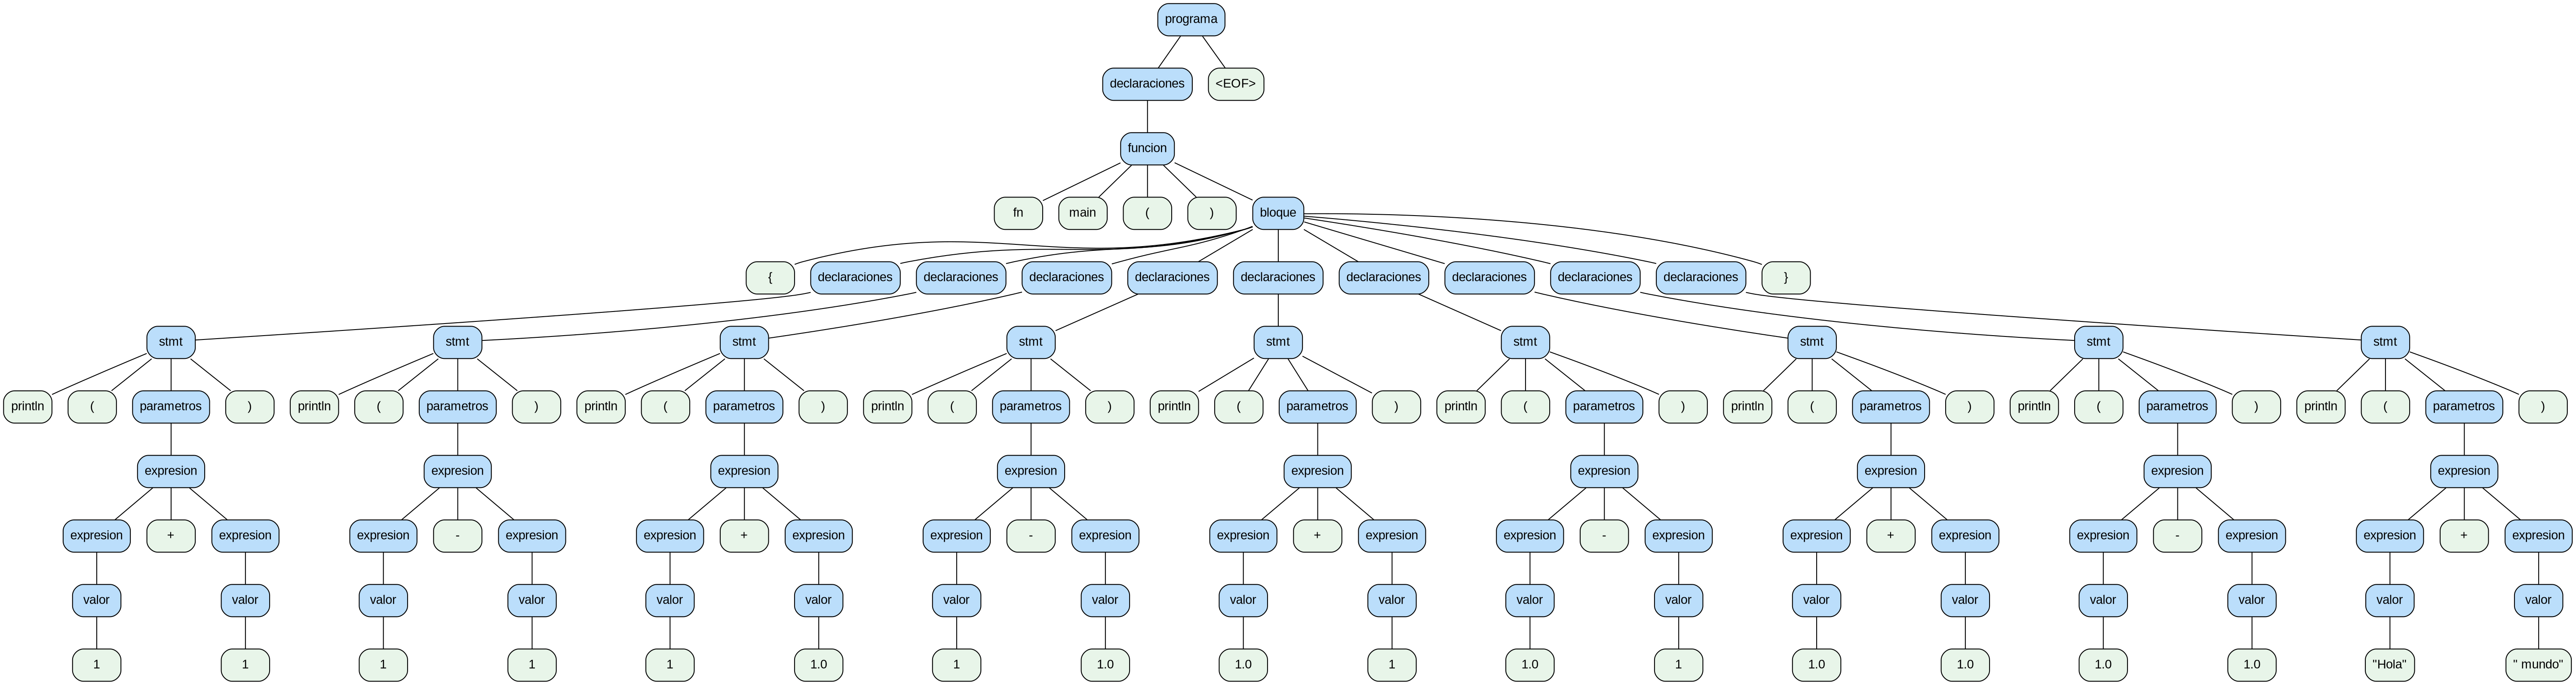 programa
declaraciones <EOF>
funcion
fn main ( ) bloque
{ declaraciones declaraciones declaraciones declaraciones declaraciones declaraciones declaraciones declaraciones declaraciones }
stmt stmt stmt stmt stmt stmt stmt stmt stmt
println ( parametros ) println ( parametros ) println ( parametros ) println ( parametros ) println ( parametros ) println ( parametros ) println ( parametros ) println ( parametros ) println ( parametros )
expresion expresion expresion expresion expresion expresion expresion expresion expresion
expresion + expresion expresion - expresion expresion + expresion expresion - expresion expresion + expresion expresion - expresion expresion + expresion expresion - expresion expresion + expresion
valor valor valor valor valor valor valor valor valor valor valor valor valor valor valor valor valor valor
1 1 1 1 1 1.0 1 1.0 1.0 1 1.0 1 1.0 1.0 1.0 1.0 "Hola" " mundo"